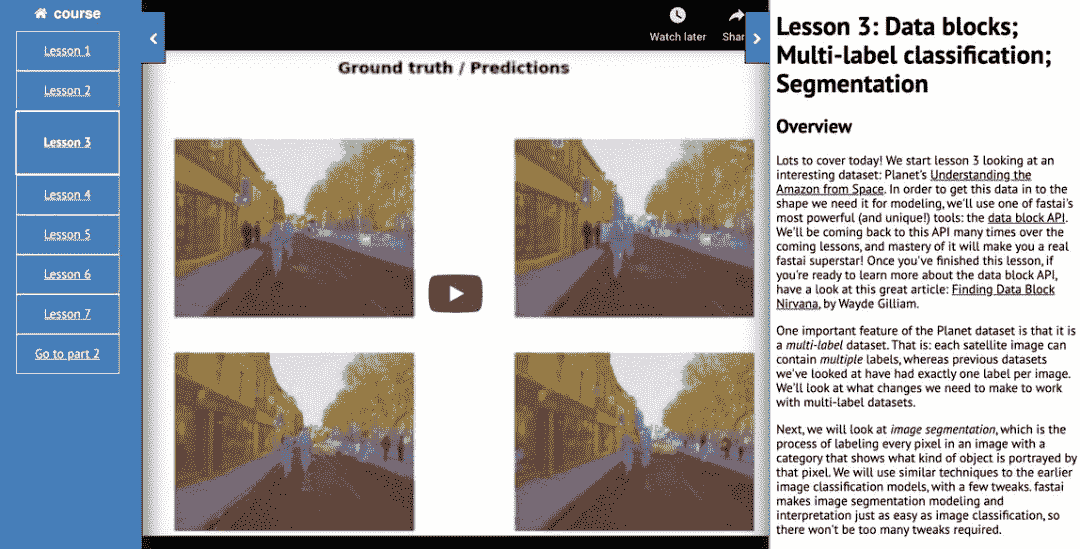 course
Lesson 1
Lesson 2
Lesson 3
Lesson 4
Lesson 5
Lesson 6
Lesson 7
Go to part 2
Watch later
Shar
Ground truth / Predictions
Lesson 3: Data blocks;
Multi-label classification;
Segmentation
Overview
Lots to cover today! We start lesson 3 looking at an
interesting dataset: Planet's Understanding the
Amazon from Space. In order to get this data in to the
shape we need it for modeling, we'll use one of fastai's
most powerful (and unique!) tools: the data block API.
We'll be coming back to this API many times over the
coming lessons, and mastery of it will make you a real
fastai superstar! Once you've finished this lesson, if
you're ready to learn more about the data block API,
have a look at this great article: Finding Data Block
Nirvana, by Wayde Gilliam.
One important feature of the Planet dataset is that it is
a multi-label dataset. That is: each satellite image can
contain multiple labels, whereas previous datasets
we've looked at have had exactly one label per image.
We'll look at what changes we need to make to work
with multi-label datasets.
Next, we will look at image segmentation, which is the
process of labeling every pixel in an image with a
category that shows what kind of object is portrayed by
that pixel. We will use similar techniques to the earlier
image classification models, with a few tweaks. fastai
makes image segmentation modeling and
interpretation just as easy as image classification, so
there won't be too many tweaks required.